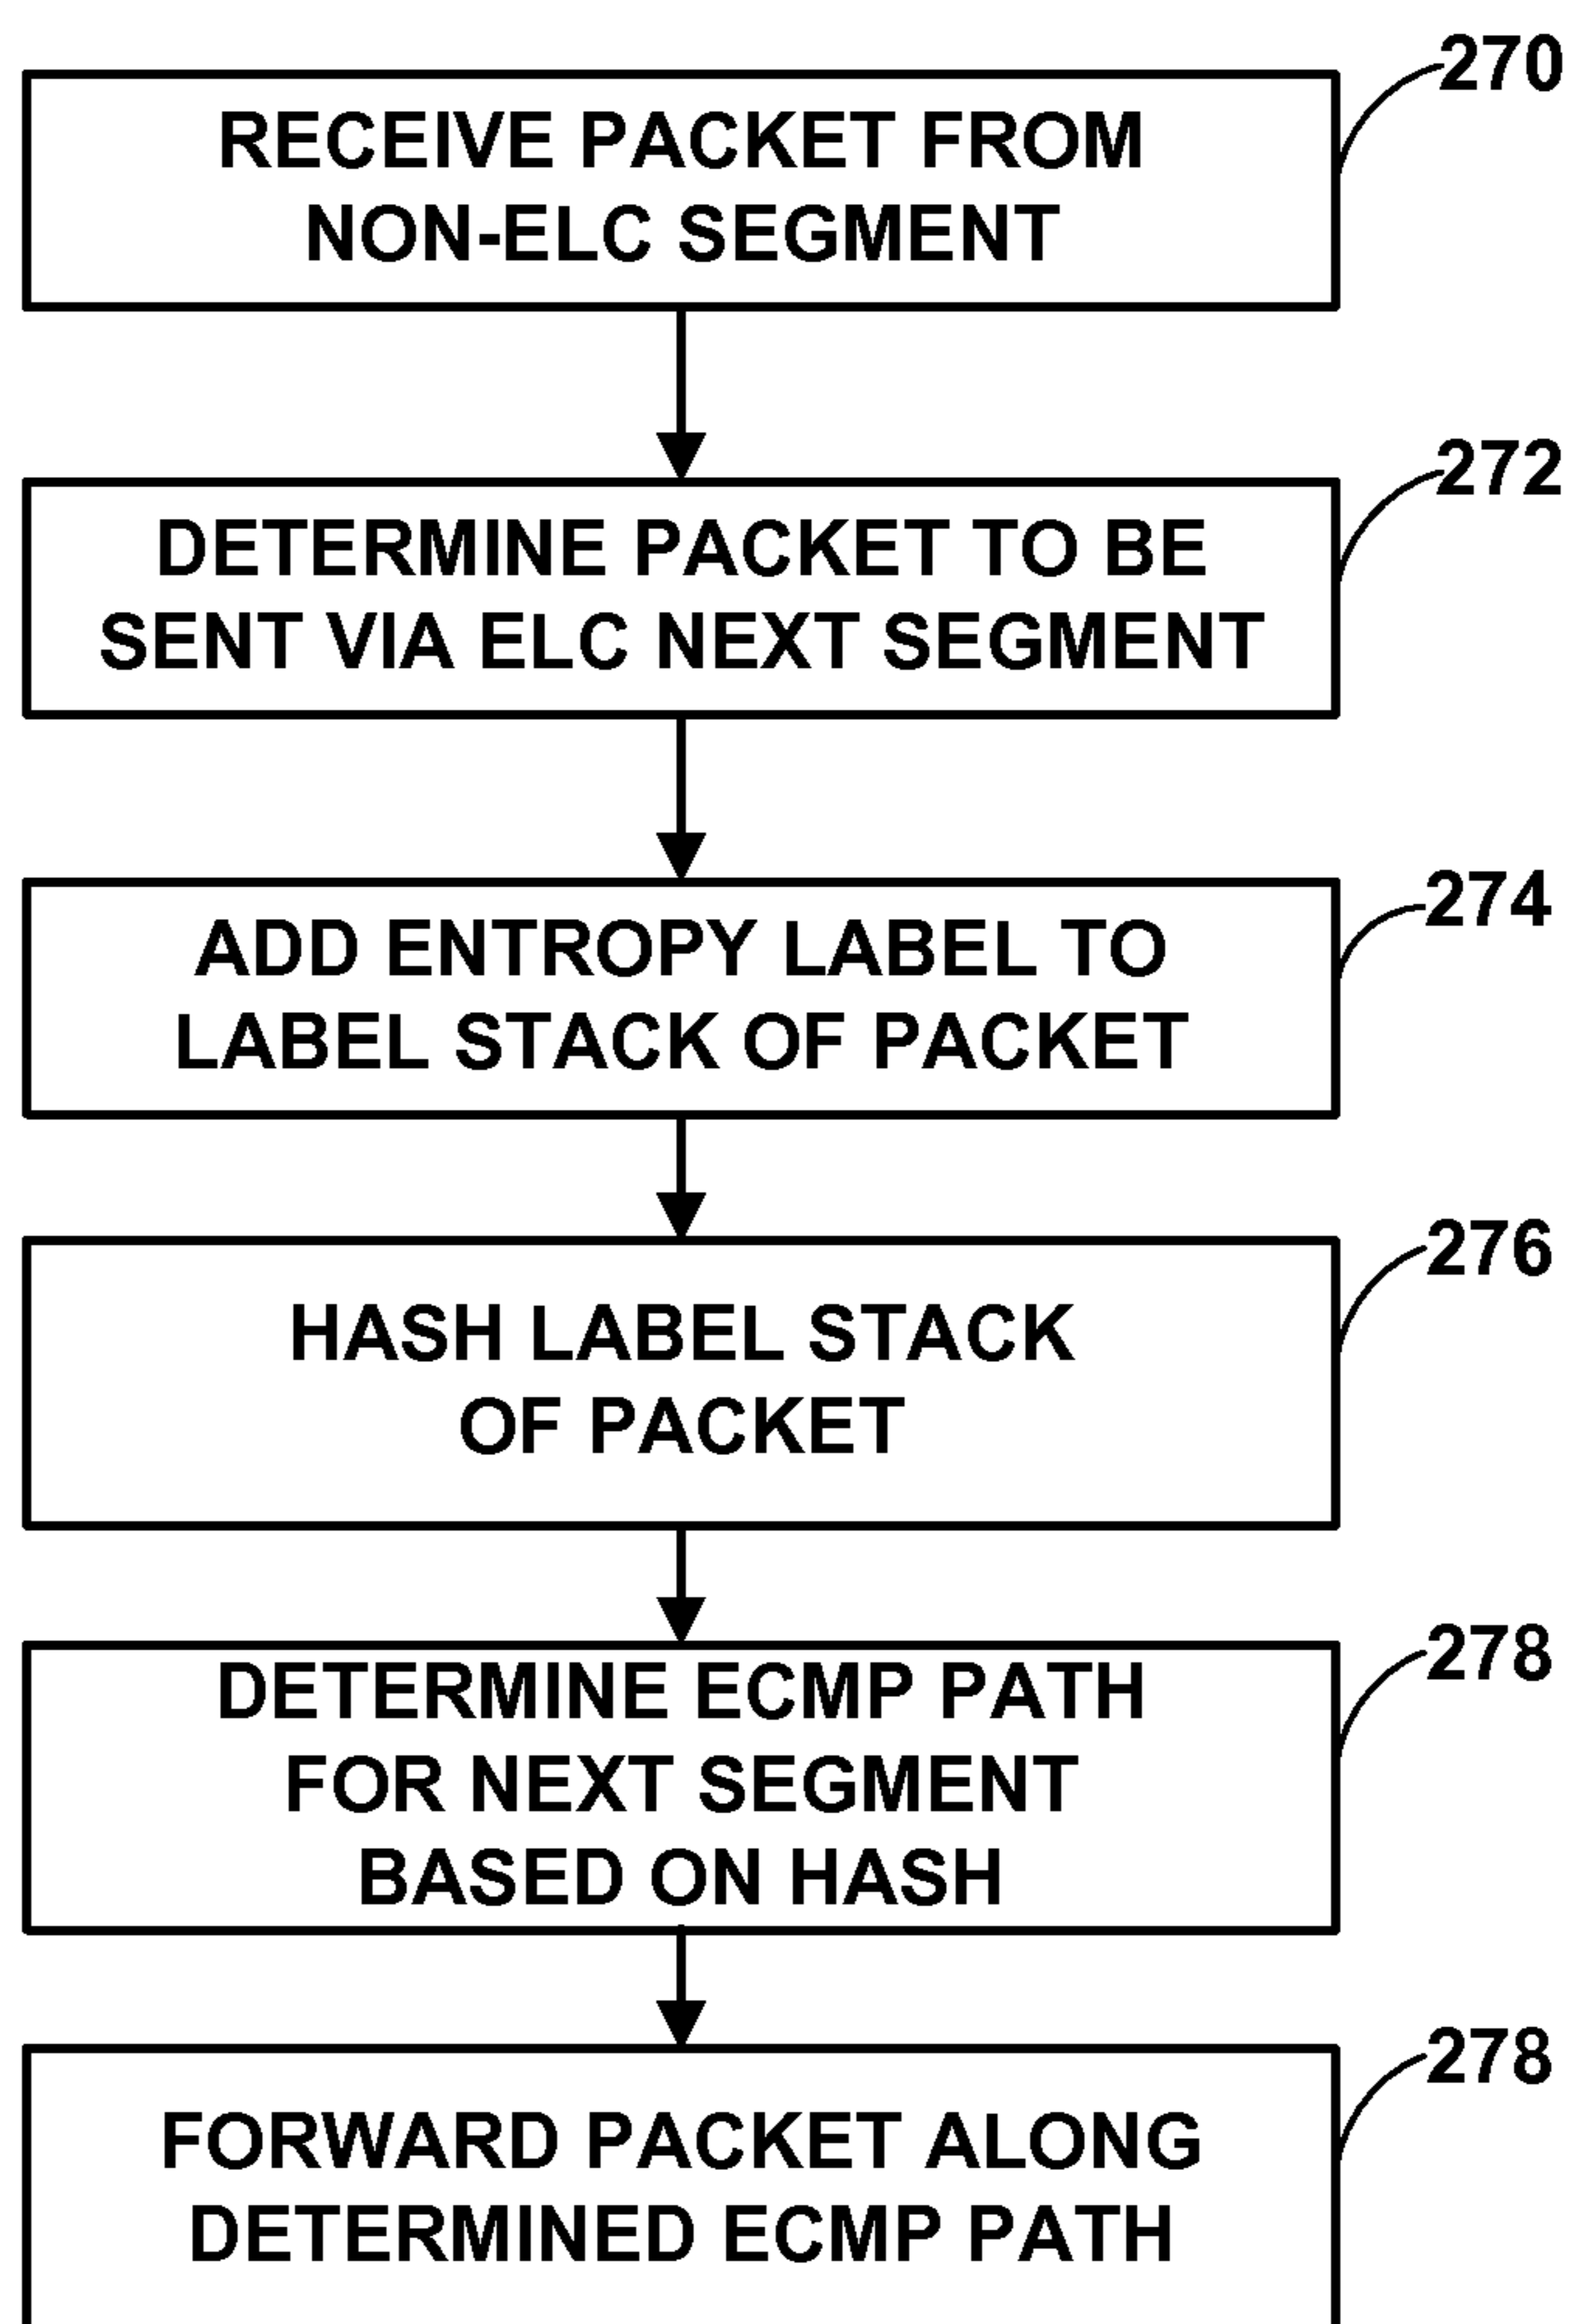 270
RECEIVE PACKET FROM
NON-ELC SEGMENT
272
DETERMINE PACKET TO BE
SENT VIA ELC NEXT SEGMENT
274
ADD ENTROPY LABEL TO
LABEL STACK OF PACKET
276
HASH LABEL STACK
OF PACKET
278
DETERMINE ECMP PATH
FOR NEXT SEGMENT
BASED ON HASH
278
FORWARD PACKET ALONG
DETERMINED ECMP PATH